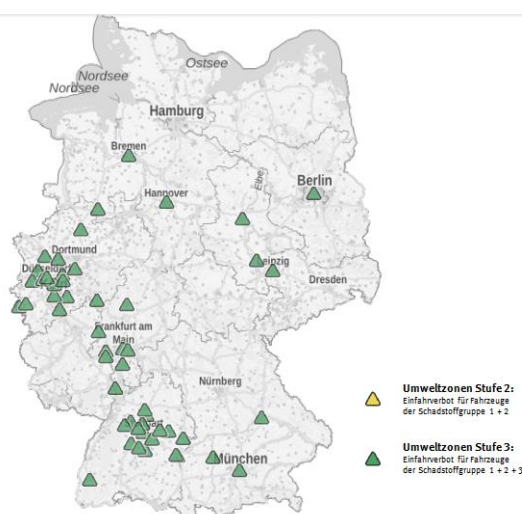 Ostsee
Nordsee
Nordsee
Hamburg
Bremen
Elbe
Berlin
Hannover
Dortmund
Leipzig
Dresden
Frankfurt am
Main
Nürnberg
München
Umweltzonen Stufe 2:
Einfahrverbot für Fahrzeuge
der Schadstoffgruppe 1 + 2
Umweltzonen Stufe 3:
Einfahrverbot für Fahrzeuge
der Schadstoffgruppe 1 + 2 + 3